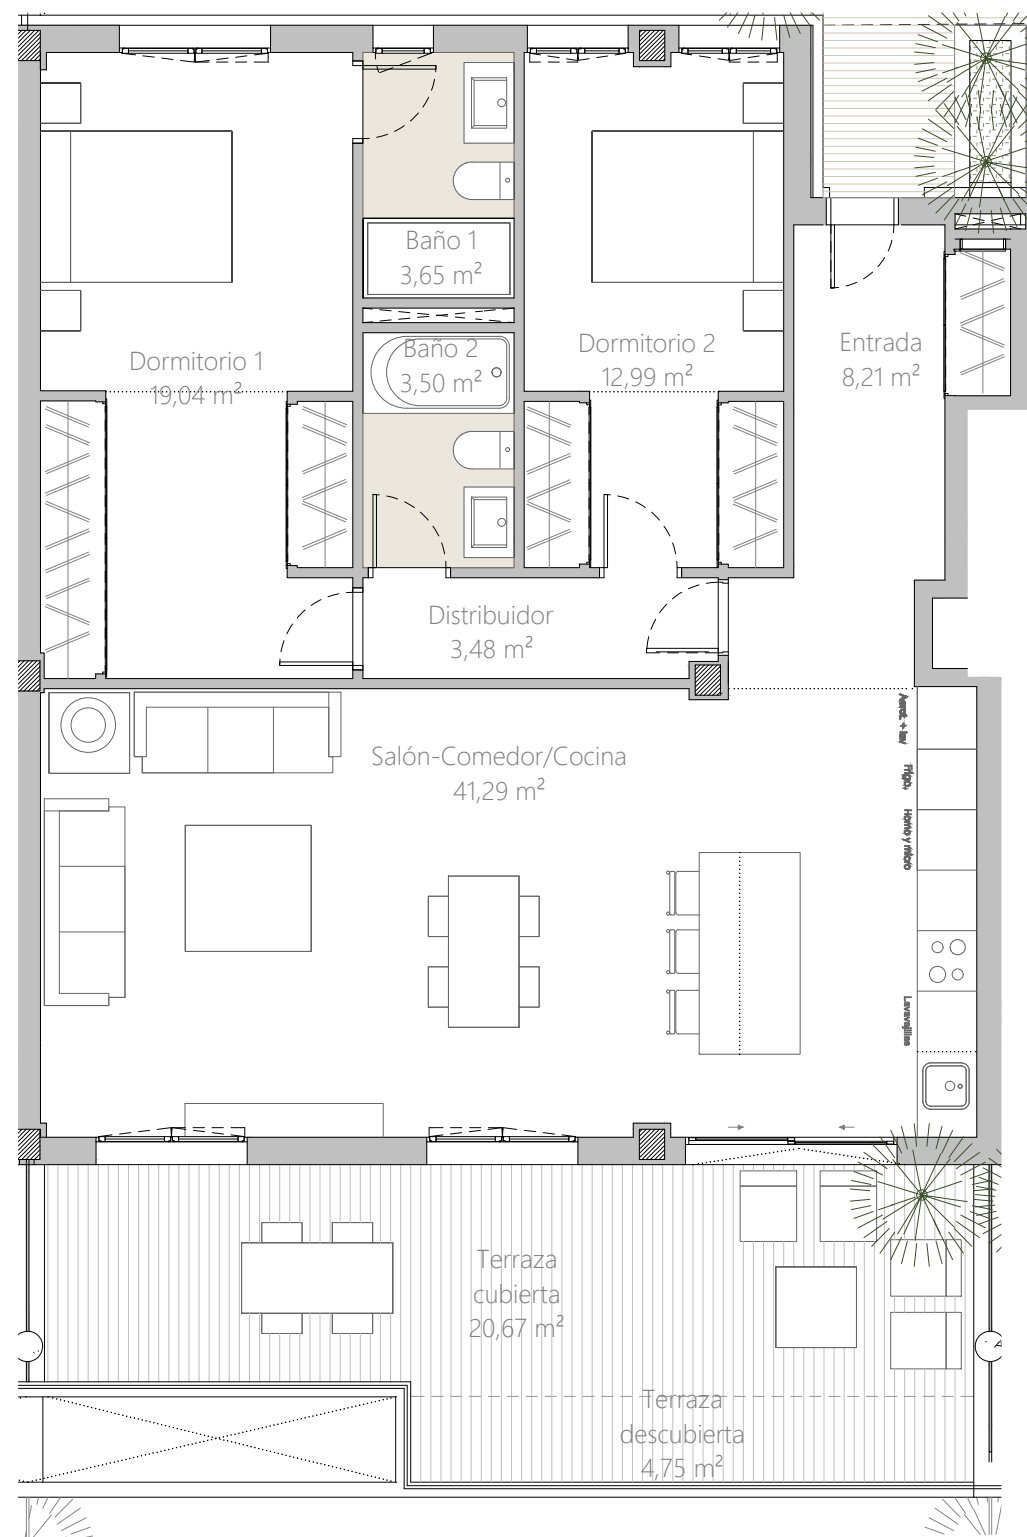 Baño 1
3,65 m²
Baño 2
3,50 m²
Dormitorio 1
19,04 m²
Dormitorio 2
12,99 m²
Entrada
8,21 m²
Distribuidor
3,48 m²
Salón-Comedor/Cocina
41,29 m²
Aerot. + lav
Frigo.
Horno y micro
Lavavajillas
Terraza
cubierta
20,67 m²
Terraza
descubierta
4,75 m²